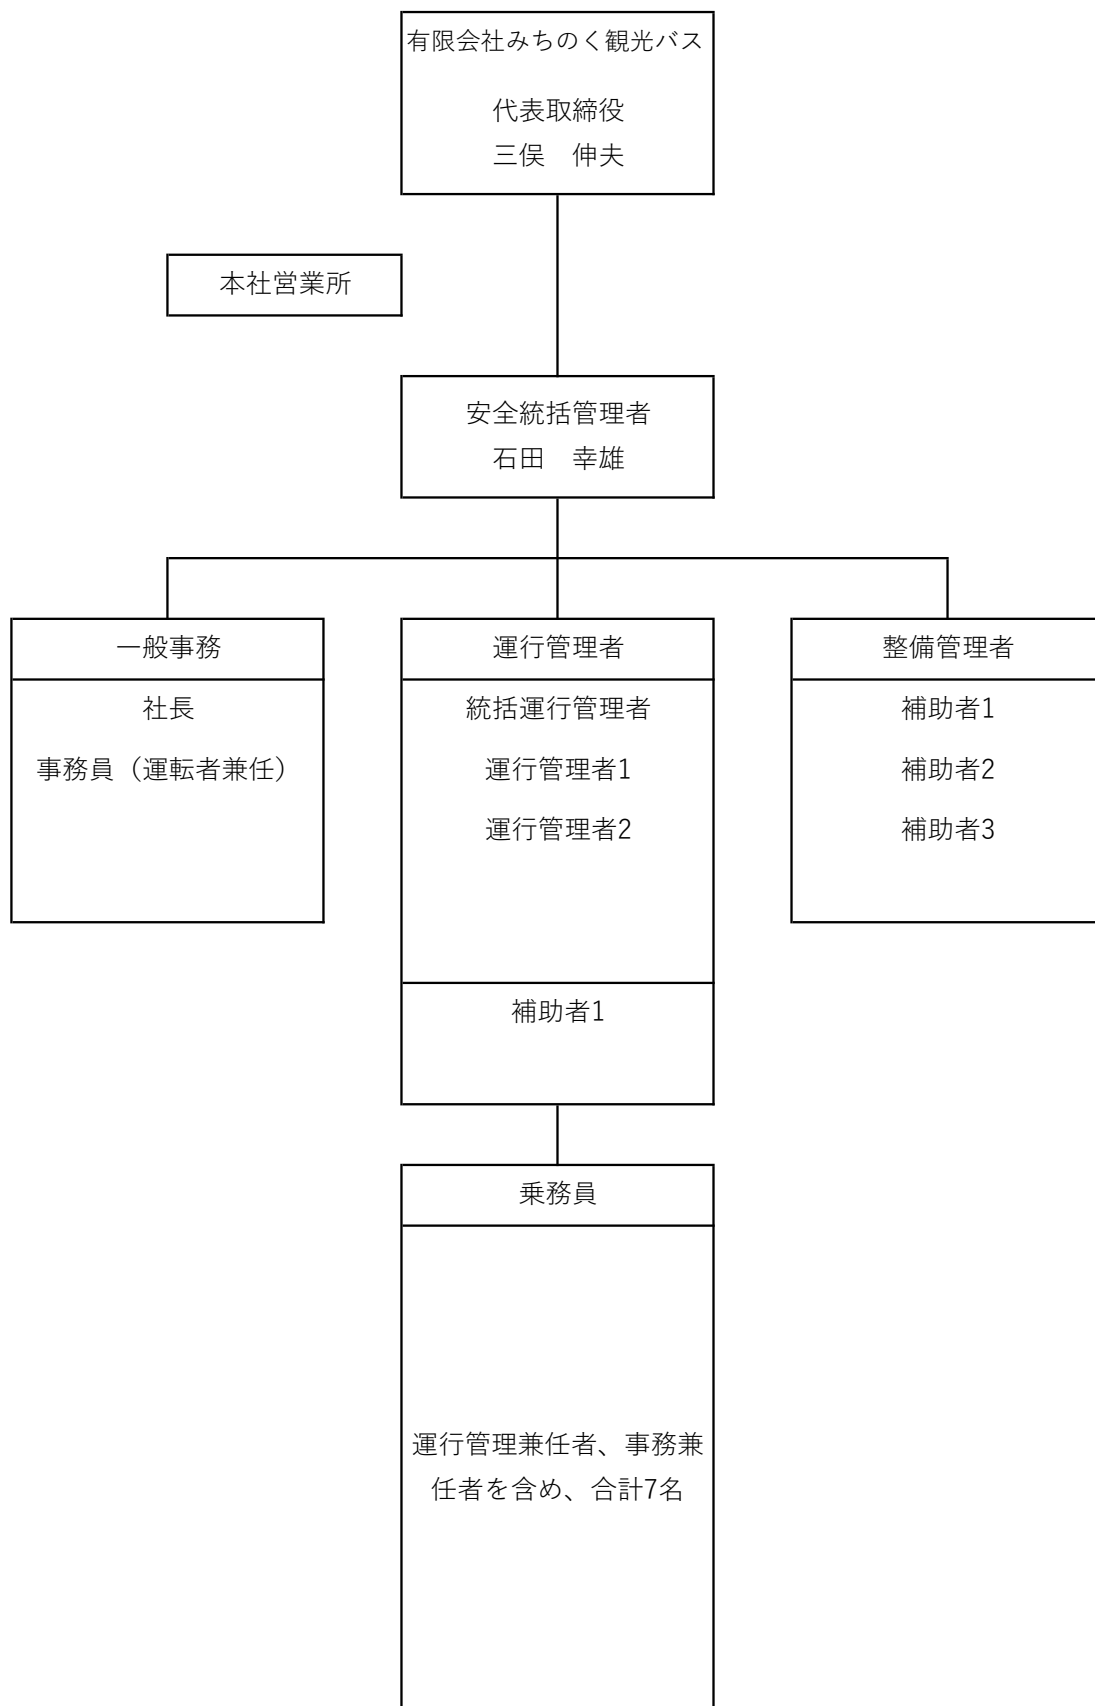 有限会社みちのく観光バス
代表取締役
三俣　伸夫
本社営業所
安全統括管理者
石田　幸雄
一般事務
社長
事務員（運転者兼任）
運行管理者
統括運行管理者
運行管理者1
運行管理者2
補助者1
整備管理者
補助者1
補助者2
補助者3
乗務員
運行管理兼任者、事務兼
任者を含め、合計7名